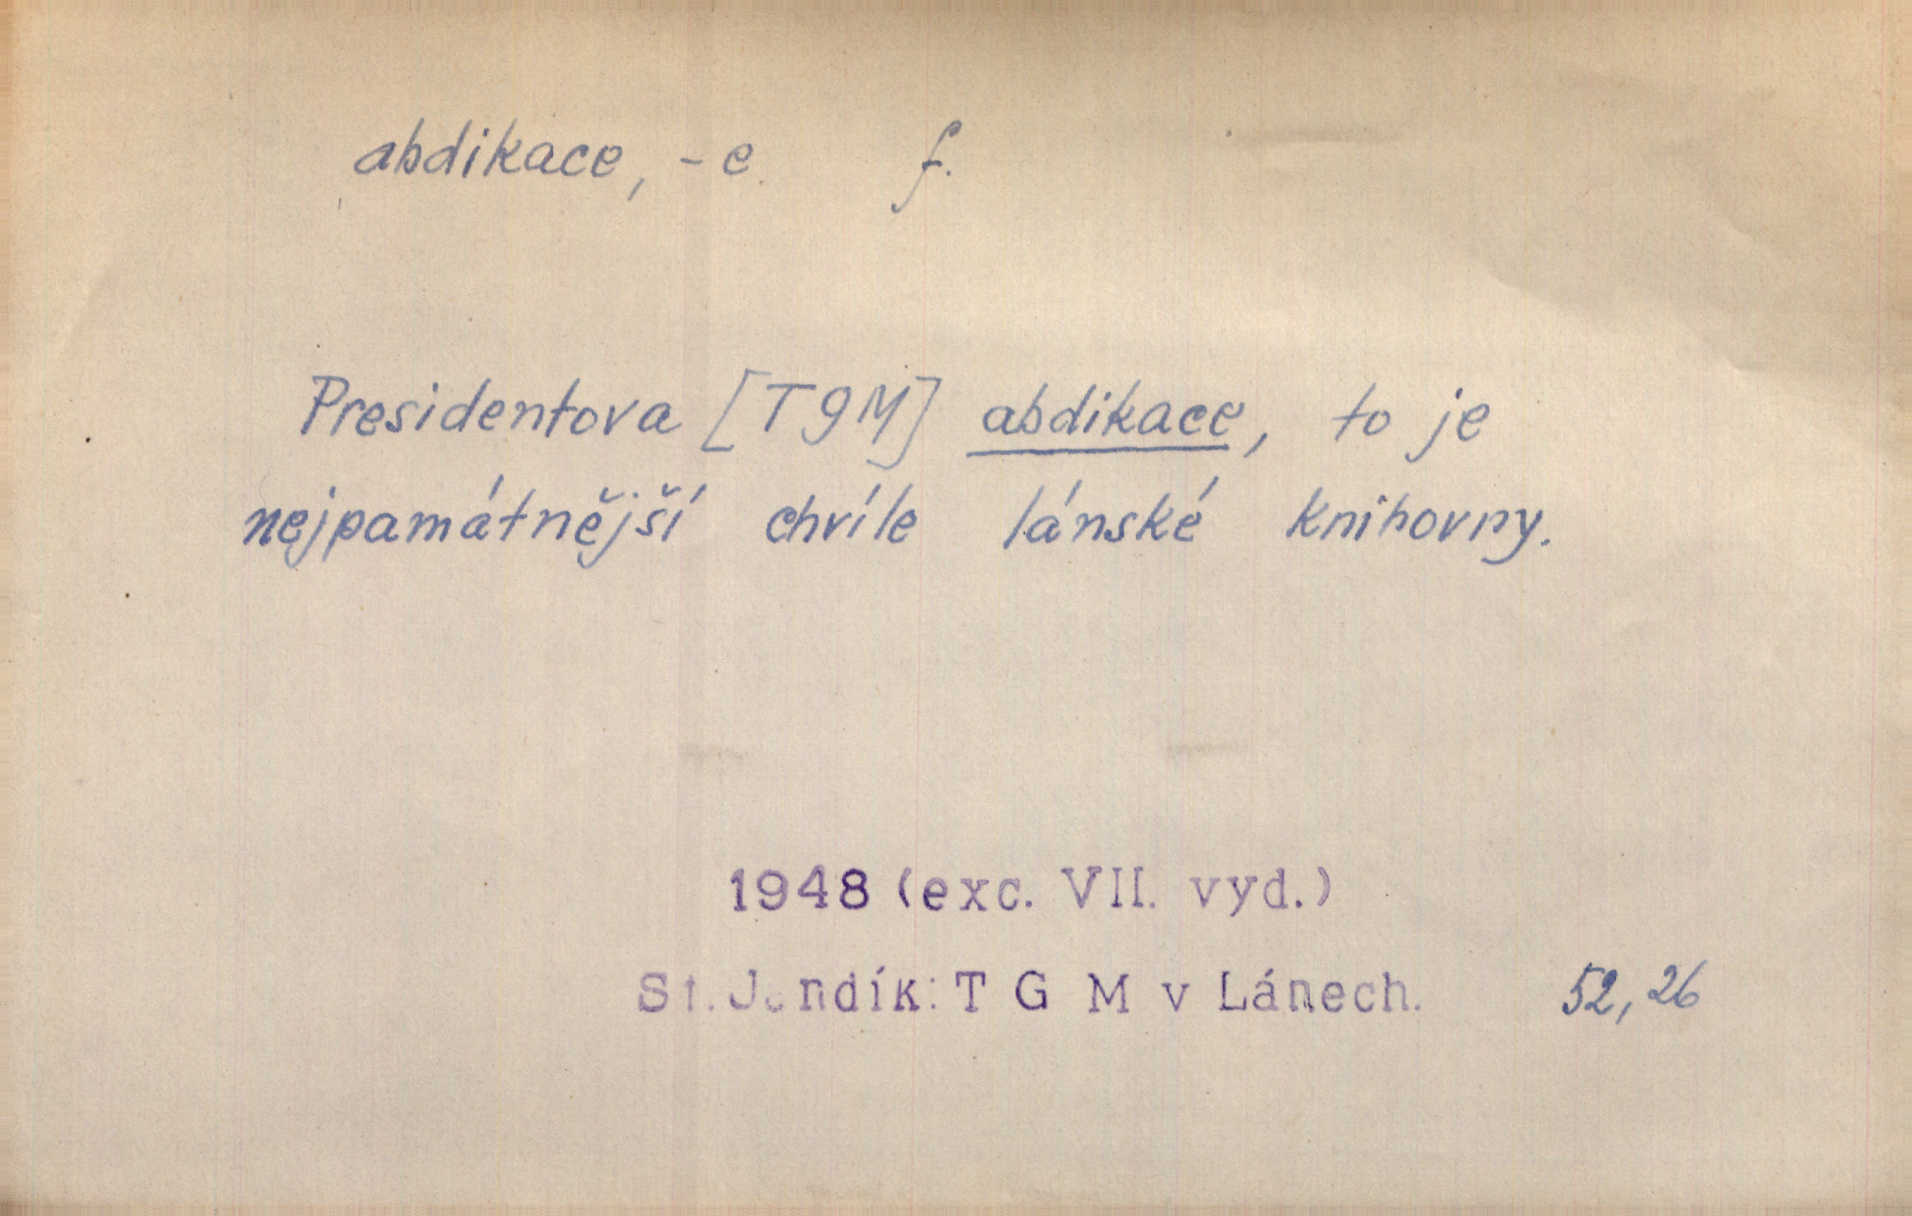 abdikace, -e f.
Presidentova [TGM] abdikace, to je
nejpamátnější chvíle lánské knihovny.
1948 (exc. VII. vyd.)
St. Jandík: T G M v Lánech. 52, 26